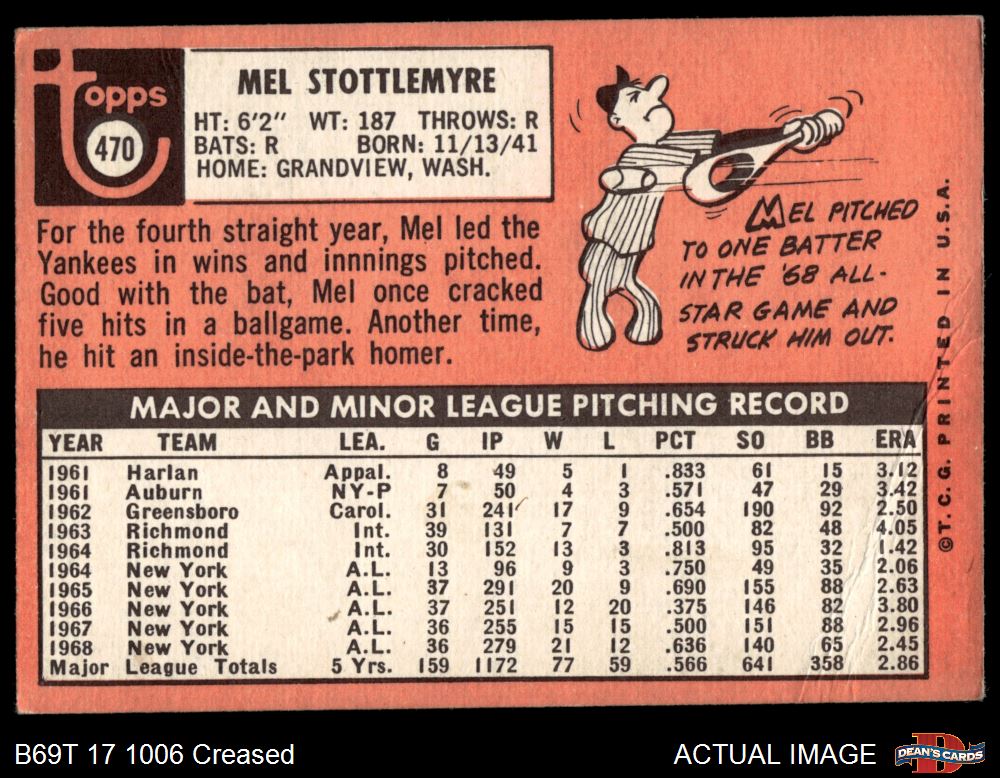 Topps
470
MEL STOTTLEMYRE
HT: 6'2" WT: 187 THROWS: R
BATS: R BORN: 11/13/41
HOME: GRANDVIEW, WASH.
For the fourth straight year, Mel led the
Yankees in wins and innnings pitched.
Good with the bat, Mel once cracked
five hits in a ballgame. Another time,
he hit an inside-the-park homer.
MEL PITCHED
TO ONE BATTER
IN THE '68 ALL-
STAR GAME AND
STRUCK HIM OUT.
©T. C. G. PRINTED IN U.S.A.
MAJOR AND MINOR LEAGUE PITCHING RECORD
YEAR TEAM LEA. G IP W L PCT SO BB ERA
1961 Harlan Appal. 8 49 5 1 .833 61 15 3.12
1961 Auburn NY-P 7 50 4 3 .571 47 29 3.42
1962 Greensboro Carol. 31 241 17 9 .654 190 92 2.50
1963 Richmond Int. 39 131 7 7 .500 82 48 4.05
1964 Richmond Int. 30 152 13 3 .813 95 32 1.42
1964 New York A.L. 13 96 9 3 .750 49 35 2.06
1965 New York A.L. 37 291 20 9 .690 155 88 2.63
1966 New York A.L. 37 251 12 20 .375 146 82 3.80
1967 New York A.L. 36 255 15 15 .500 151 88 2.96
1968 New York A.L. 36 279 21 12 .636 140 65 2.45
Major League Totals 5 Yrs. 159 1172 77 59 .566 641 358 2.86
B69T 17 1006 Creased
ACTUAL IMAGE
DEAN'S CARDS